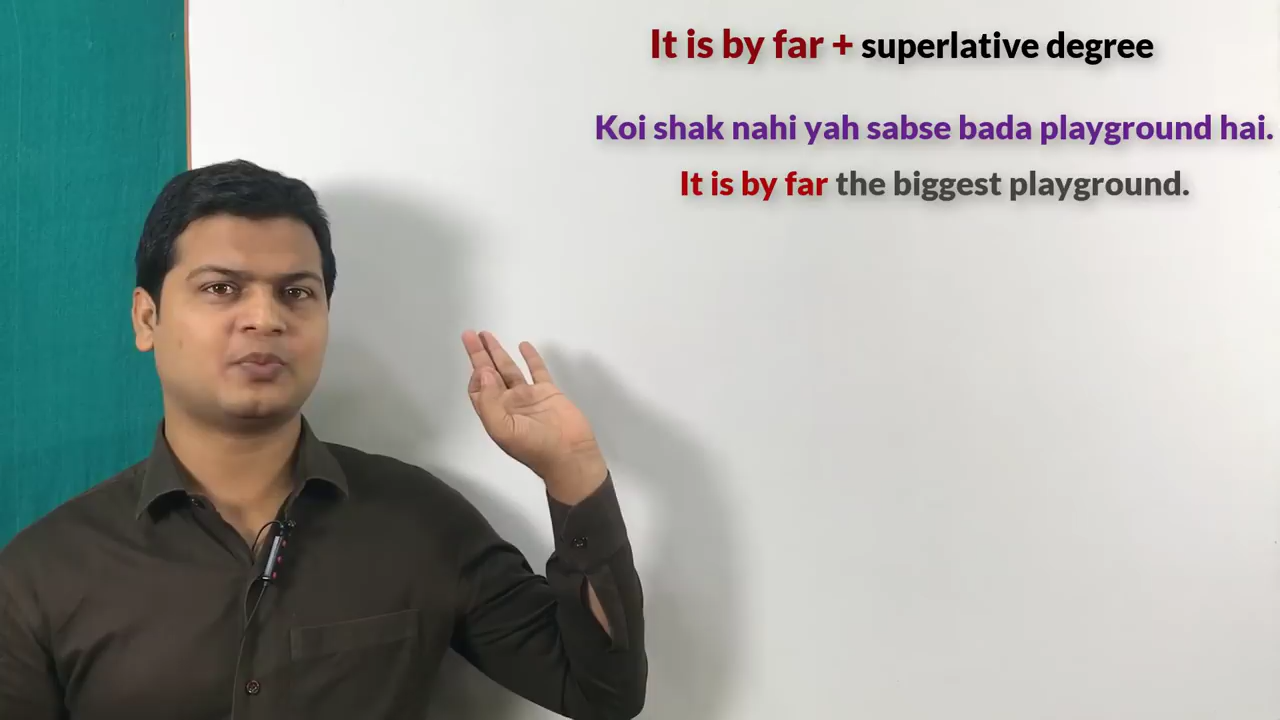 It is by far + superlative degree
Koi shak nahi yah sabse bada playground hai.
It is by far the biggest playground.